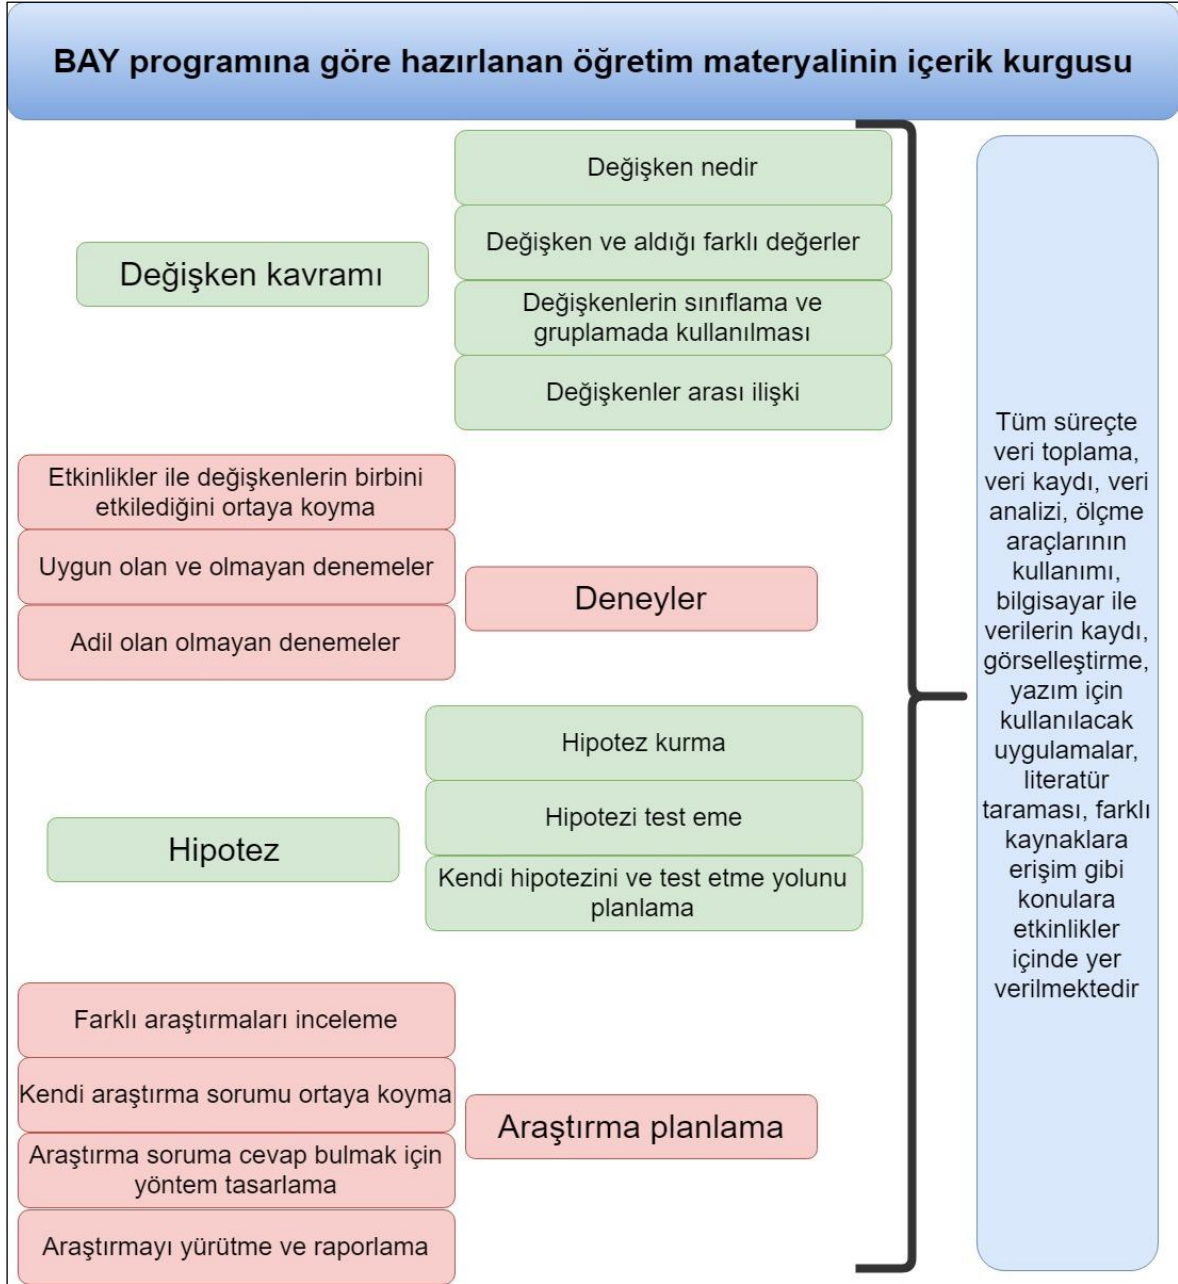 BAY programına göre hazırlanan öğretim materyalinin içerik kurgusu
Değişken kavramı
Değişken nedir
Değişken ve aldığı farklı değerler
Değişkenlerin sınıflama ve
gruplamada kullanılması
Değişkenler arası ilişki
Etkinlikler ile değişkenlerin birbini
etkilediğini ortaya koyma
Uygun olan ve olmayan denemeler
Adil olan olmayan denemeler
Deneyler
Hipotez
Hipotez kurma
Hipotezi test eme
Kendi hipotezini ve test etme yolunu
planlama
Farklı araştırmaları inceleme
Kendi araştırma sorumu ortaya koyma
Araştırma soruma cevap bulmak için
yöntem tasarlama
Araştırmayı yürütme ve raporlama
Araştırma planlama
Tüm süreçte
veri toplama,
veri kaydı, veri
analizi, ölçme
araçlarının
kullanımı,
bilgisayar ile
verilerin kaydı,
görselleştirme,
yazım için
kullanılacak
uygulamalar,
literatür
taraması, farklı
kaynaklara
erişim gibi
konulara
etkinlikler
içinde yer
verilmektedir